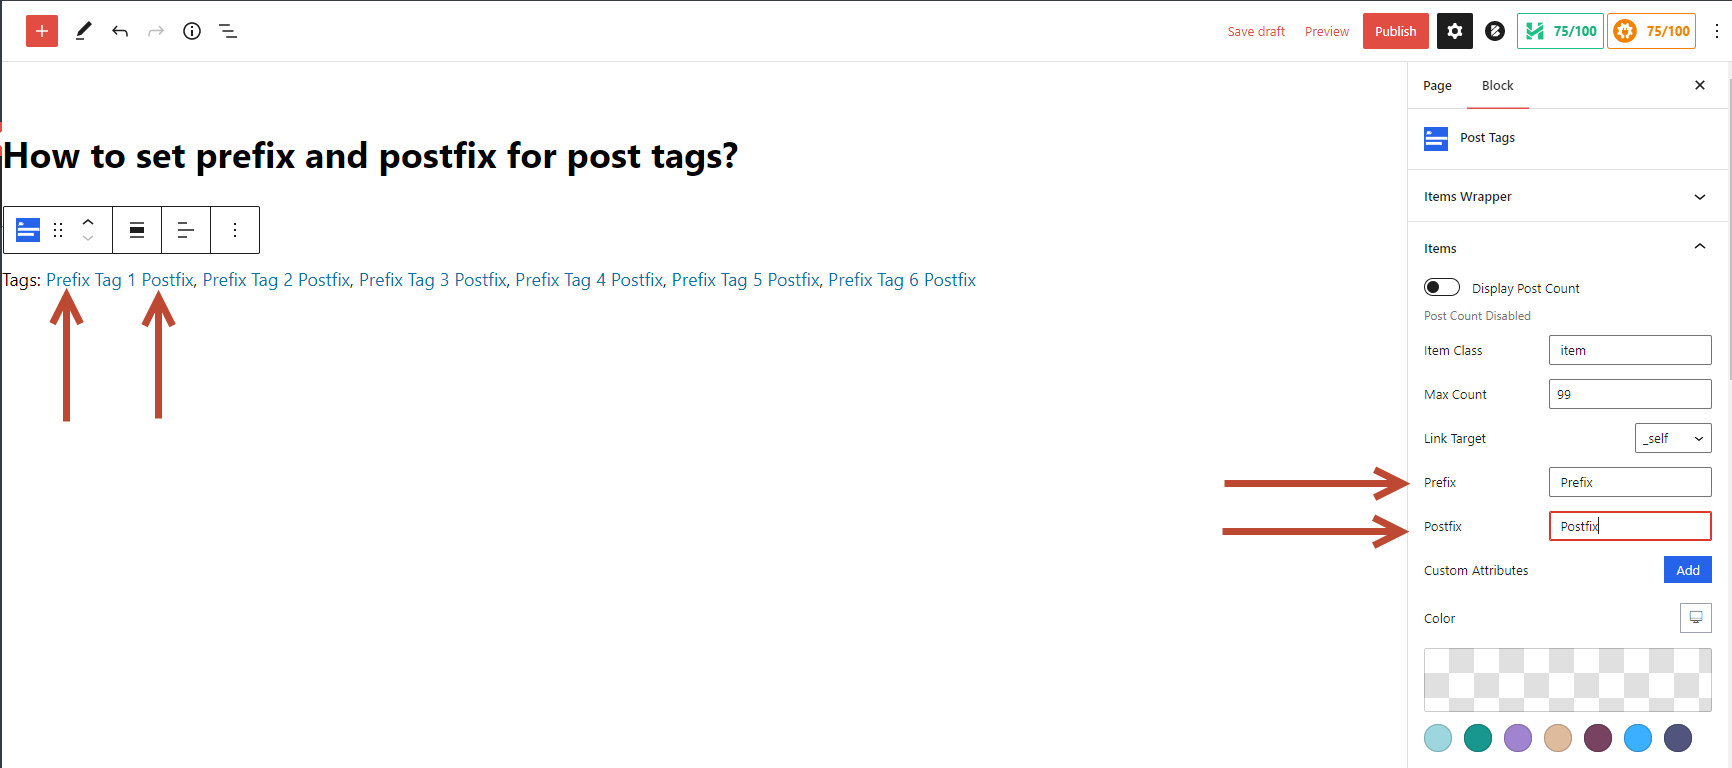 Save draft Preview Publish 75/100 75/100
Page Block
Post Tags
How to set prefix and postfix for post tags?
Items Wrapper
Items
Tags: Prefix Tag 1 Postfix, Prefix Tag 2 Postfix, Prefix Tag 3 Postfix, Prefix Tag 4 Postfix, Prefix Tag 5 Postfix, Prefix Tag 6 Postfix
Display Post Count
Post Count Disabled
Item Class item
Max Count 99
Link Target _self
Prefix Prefix
Postfix Postfix
Custom Attributes Add
Color